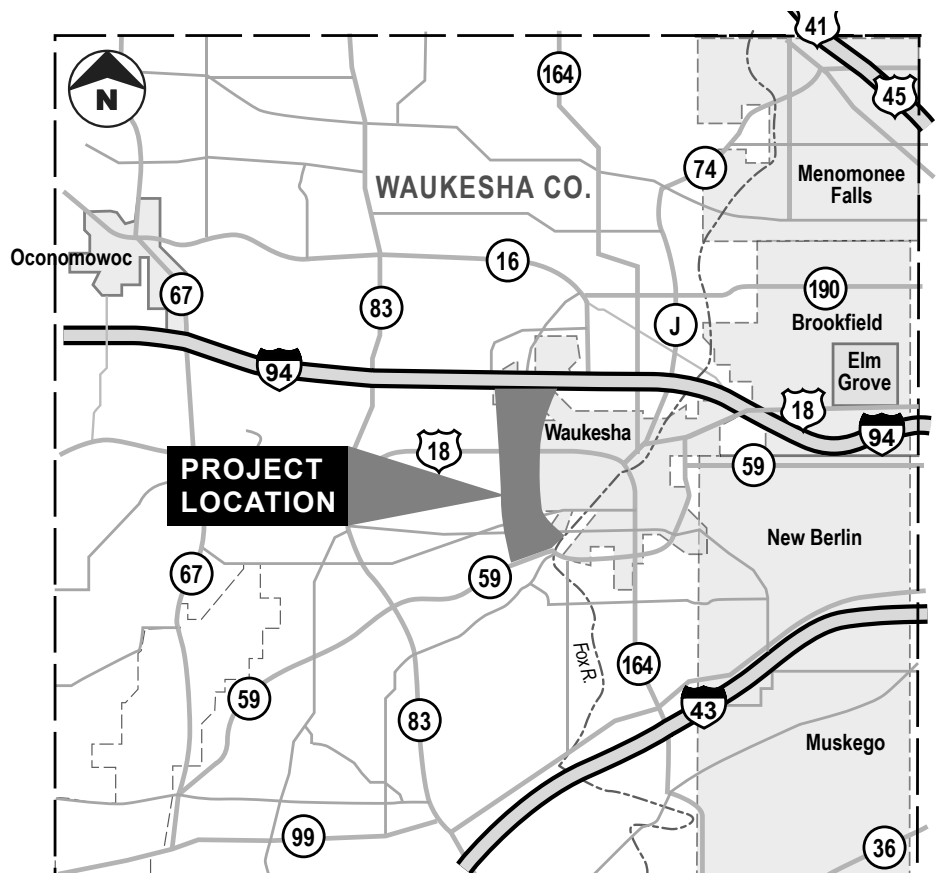 41
164
45
N
74
Menomonee
Falls
WAUKESHA CO.
Oconomowoc
16
67
83
190
J
Brookfield
94
Elm
Grove
18
Waukesha
94
18
59
PROJECT
LOCATION
New Berlin
67
59
Fox R.
164
59
43
83
Muskego
99
36